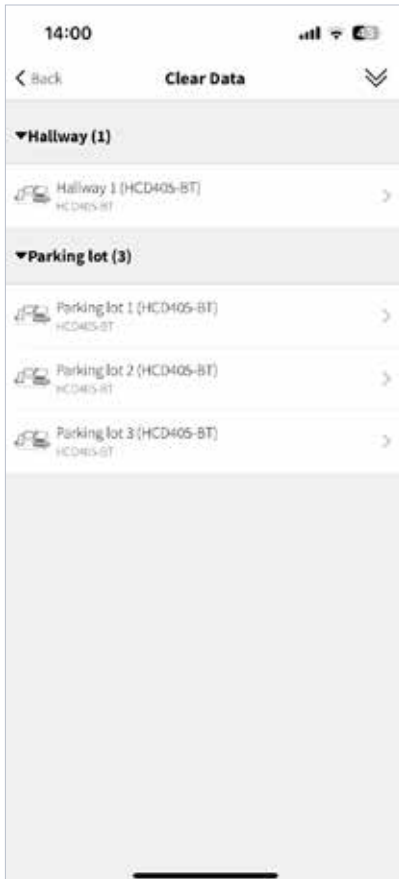 14:00
Back
Clear Data
Hallway (1)
Hallway 1 (HCD405-BT)
HCD405-BT
Parking lot (3)
Parking lot 1 (HCD405-BT)
HCD405-BT
Parking lot 2 (HCD405-BT)
HCD405-BT
Parking lot 3 (HCD405-BT)
HCD405-BT